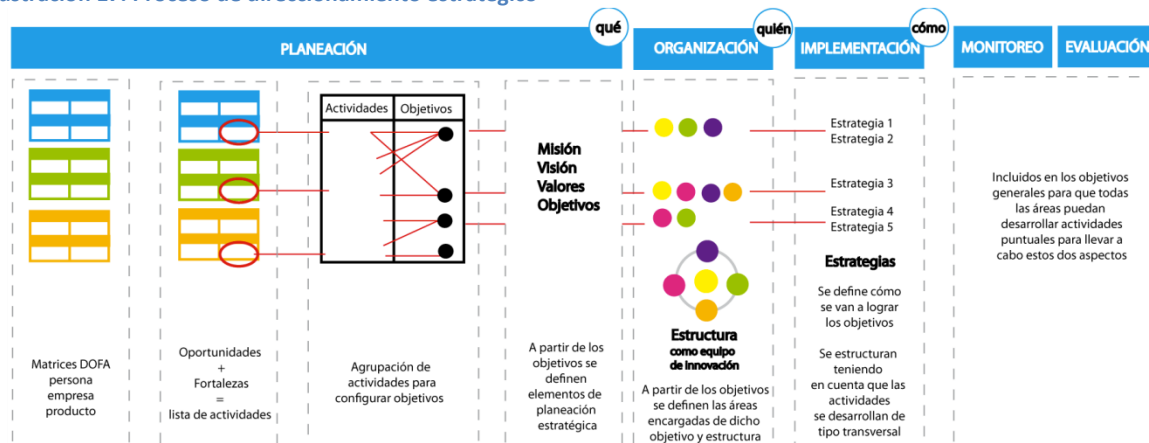 qué
quién
cómo
PLANEACIÓN
ORGANIZACIÓN
IMPLEMENTACIÓN
MONITOREO
EVALUACIÓN
Matrices DOFA
persona
empresa
producto
Oportunidades
+
Fortalezas
=
lista de actividades
Actividades
Objetivos
Agrupación de
actividades para
configurar objetivos
Misión
Visión
Valores
Objetivos
A partir de los
objetivos se
definen
elementos de
planeación
estratégica
Estructura
como equipo
de innovación
A partir de los objetivos
se definen las áreas
encargadas de dicho
objetivo y estructura
Estrategia 1
Estrategia 2
Estrategia 3
Estrategia 4
Estrategia 5
Estrategias
Se define cómo
se van a lograr
los objetivos
Se estructuran
teniendo
en cuenta que las
actividades
se desarrollan de
tipo transversal
Incluidos en los objetivos
generales para que todas
las áreas puedan
desarrollar actividades
puntuales para llevar a
cabo estos dos aspectos